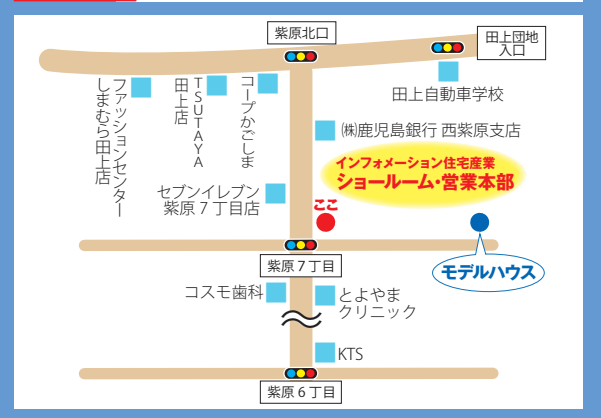 紫原北口
田上団地
入口
田上自動車学校
コープかごしま
TSUTAYA
田上店
ファッションセンター
しまむら田上店
㈱鹿児島銀行 西紫原支店
インフォメーション住宅産業
ショールーム・営業本部
セブンイレブン
紫原7丁目店
ここ
紫原7丁目
モデルハウス
コスモ歯科
とよやま
クリニック
KTS
紫原6丁目